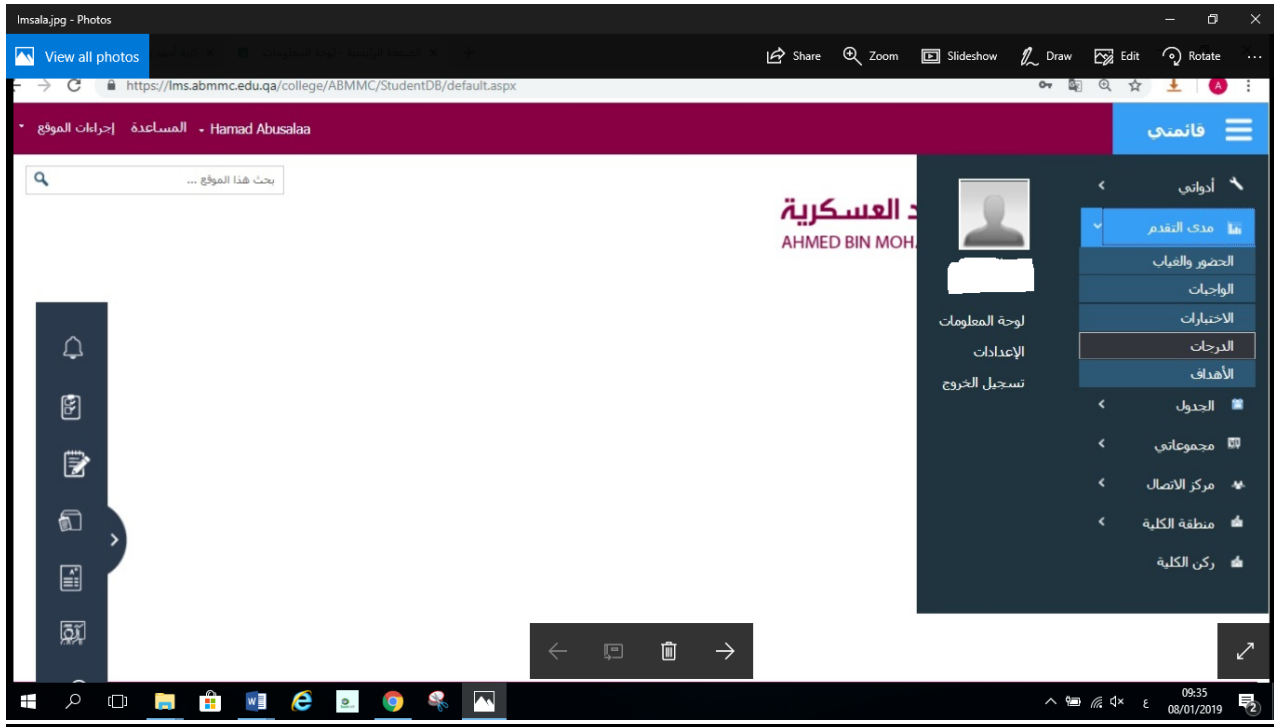 lmsala.jpg - Photos
View all photos
Share
Zoom
Slideshow
Draw
Edit
Rotate
https://lms.abmmc.edu.qa/college/ABMMC/StudentDB/default.aspx
A
قائمتي
Hamad Abusalaa
المساعدة
إجراءات الموقع
بحث هذا الموقع ...
العسكرية
AHMED BIN MOH
أدواتي
مدى التقدم
الحضور والغياب
الواجبات
الاختبارات
الدرجات
الأهداف
الجدول
مجموعاتي
مركز الاتصال
منطقة الكلية
ركن الكلية
لوحة المعلومات
الإعدادات
تسجيل الخروج
ع
09:35
08/01/2019
2